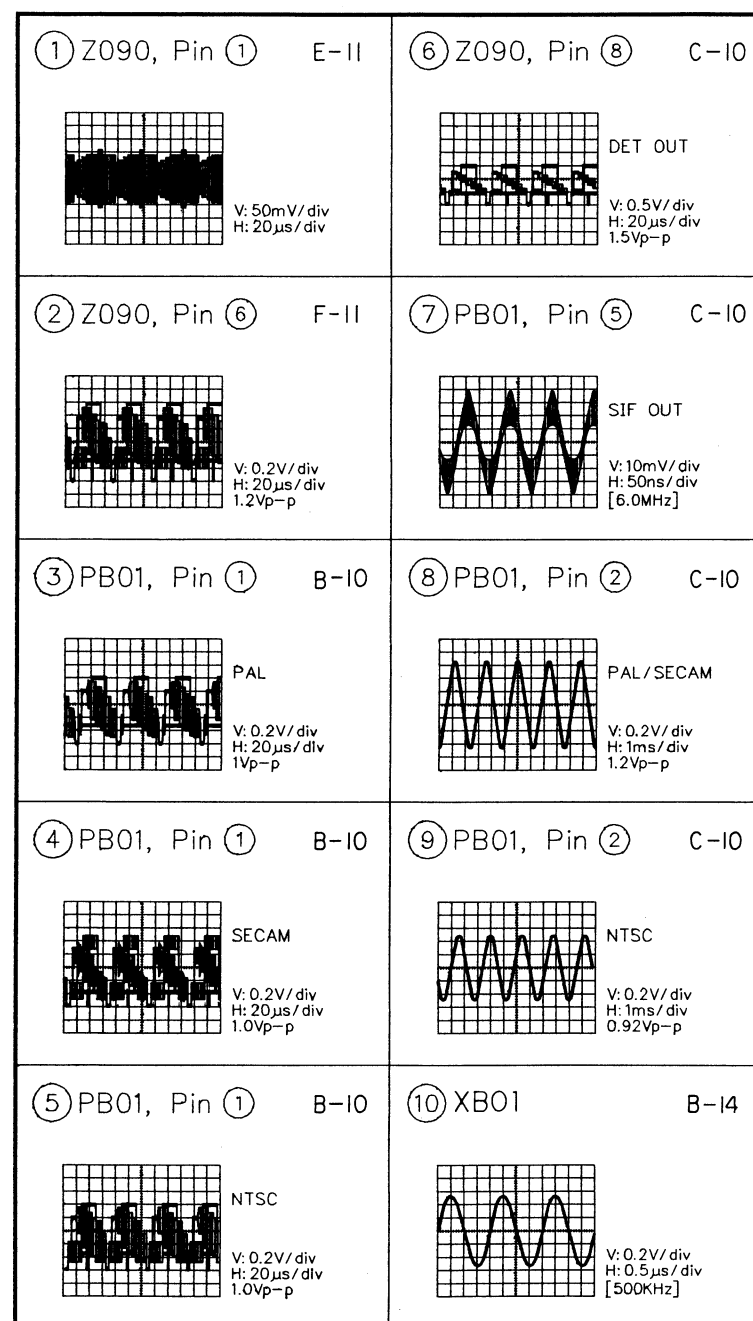 ① Z090, Pin ① E-11
V: 50mV/div
H: 20µs/div
② Z090, Pin ⑥ F-11
V: 0.2V/div
H: 20µs/div
1.2Vp-p
③ PB01, Pin ① B-10
PAL
V: 0.2V/div
H: 20µs/div
1Vp-p
④ PB01, Pin ① B-10
SECAM
V: 0.2V/div
H: 20µs/div
1.0Vp-p
⑤ PB01, Pin ① B-10
NTSC
V: 0.2V/div
H: 20µs/div
1.0Vp-p
⑥ Z090, Pin ⑧ C-10
DET OUT
V: 0.5V/div
H: 20µs/div
1.5Vp-p
⑦ PB01, Pin ⑤ C-10
SIF OUT
V: 10mV/div
H: 50ns/div
[6.0MHz]
⑧ PB01, Pin ② C-10
PAL/SECAM
V: 0.2V/div
H: 1ms/div
1.2Vp-p
⑨ PB01, Pin ② C-10
NTSC
V: 0.2V/div
H: 1ms/div
0.92Vp-p
⑩ XB01 B-14
V: 0.2V/div
H: 0.5µs/div
[500KHz]